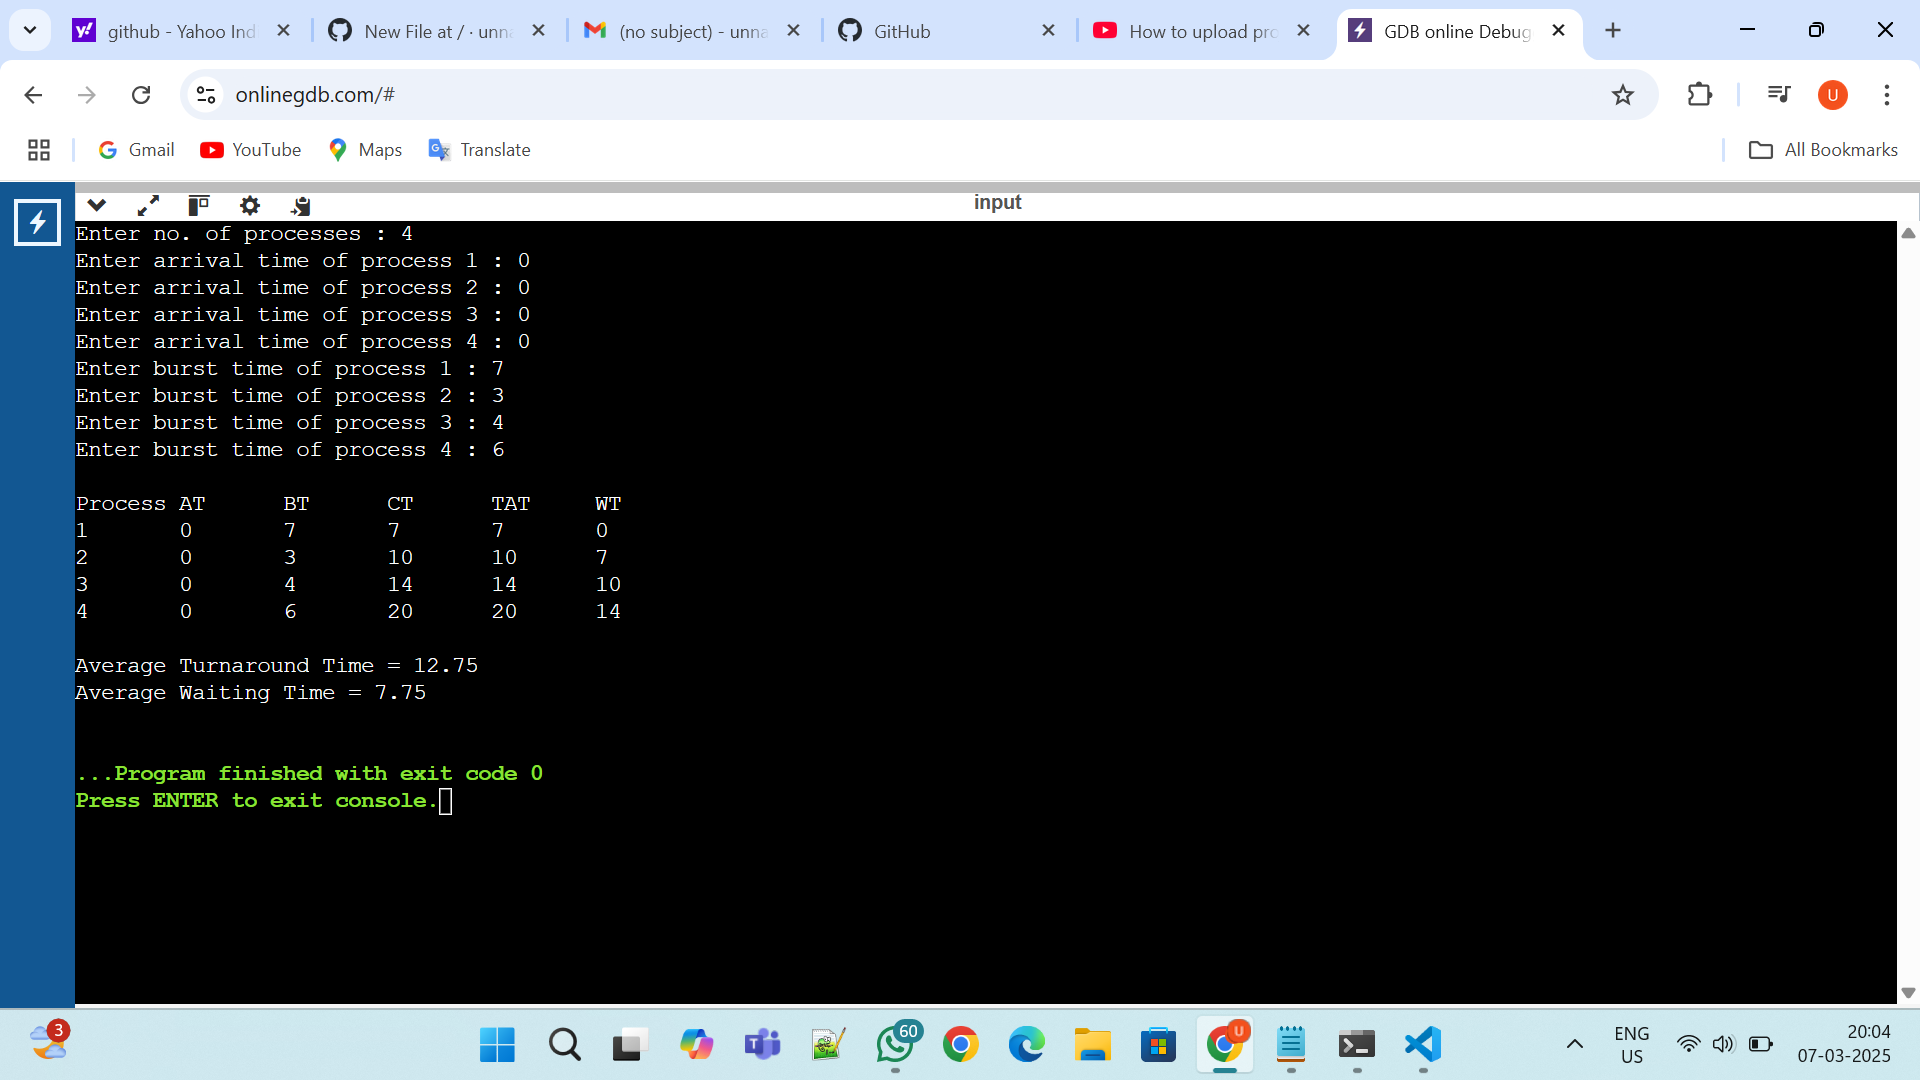 github - Yahoo Ind
New File at / · unna
(no subject) - unna
GitHub
How to upload pro
GDB online Debug
onlinegdb.com/#
U
Gmail
YouTube
Maps
Translate
All Bookmarks
input
Enter no. of processes : 4
Enter arrival time of process 1 : 0
Enter arrival time of process 2 : 0
Enter arrival time of process 3 : 0
Enter arrival time of process 4 : 0
Enter burst time of process 1 : 7
Enter burst time of process 2 : 3
Enter burst time of process 3 : 4
Enter burst time of process 4 : 6
Process AT BT CT TAT WT
1 0 7 7 7 0
2 0 3 10 10 7
3 0 4 14 14 10
4 0 6 20 20 14
Average Turnaround Time = 12.75
Average Waiting Time = 7.75
...Program finished with exit code 0
Press ENTER to exit console.
3
60
U
ENG
US
20:04
07-03-2025